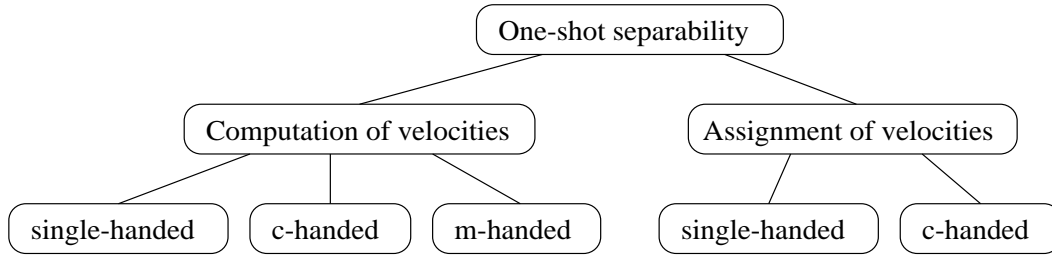 One-shot separability
Computation of velocities
Assignment of velocities
single-handed
c-handed
m-handed
single-handed
c-handed